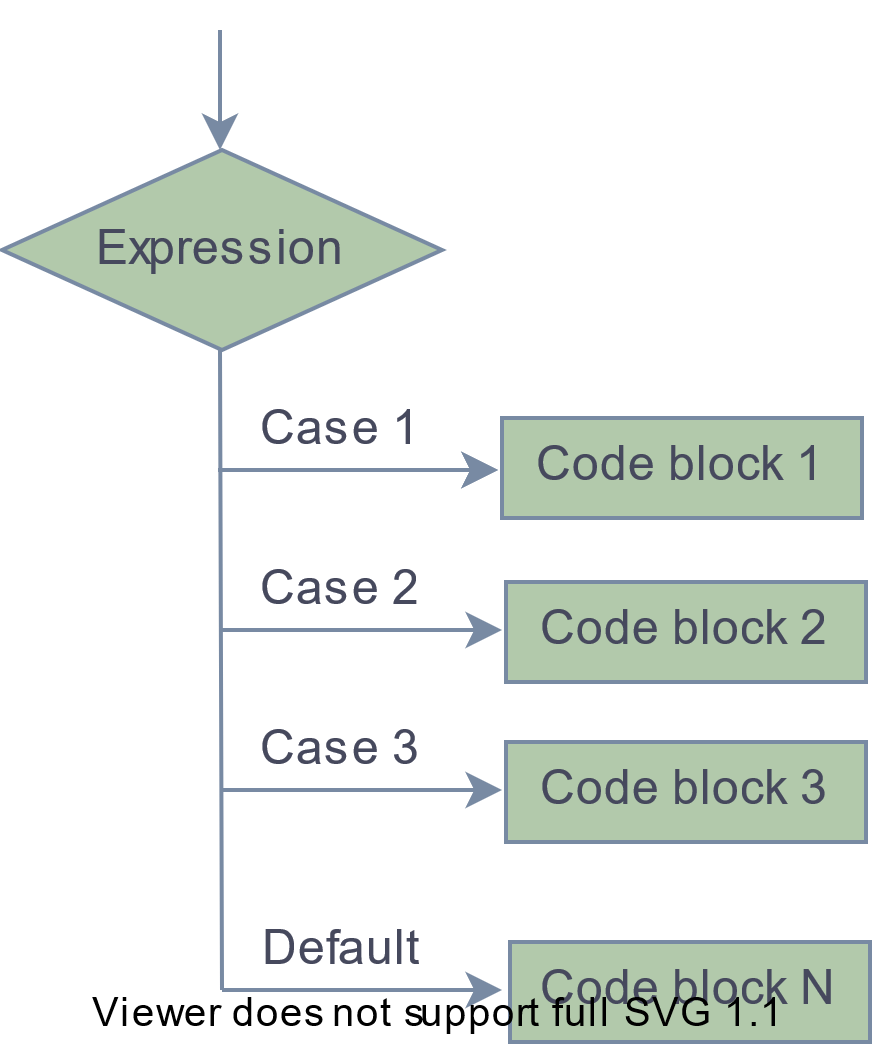 Expression
Case 1
Code block 1
Case 2
Code block 2
Case 3
Code block 3
Default
Code block N
Viewer does not support full SVG 1.1